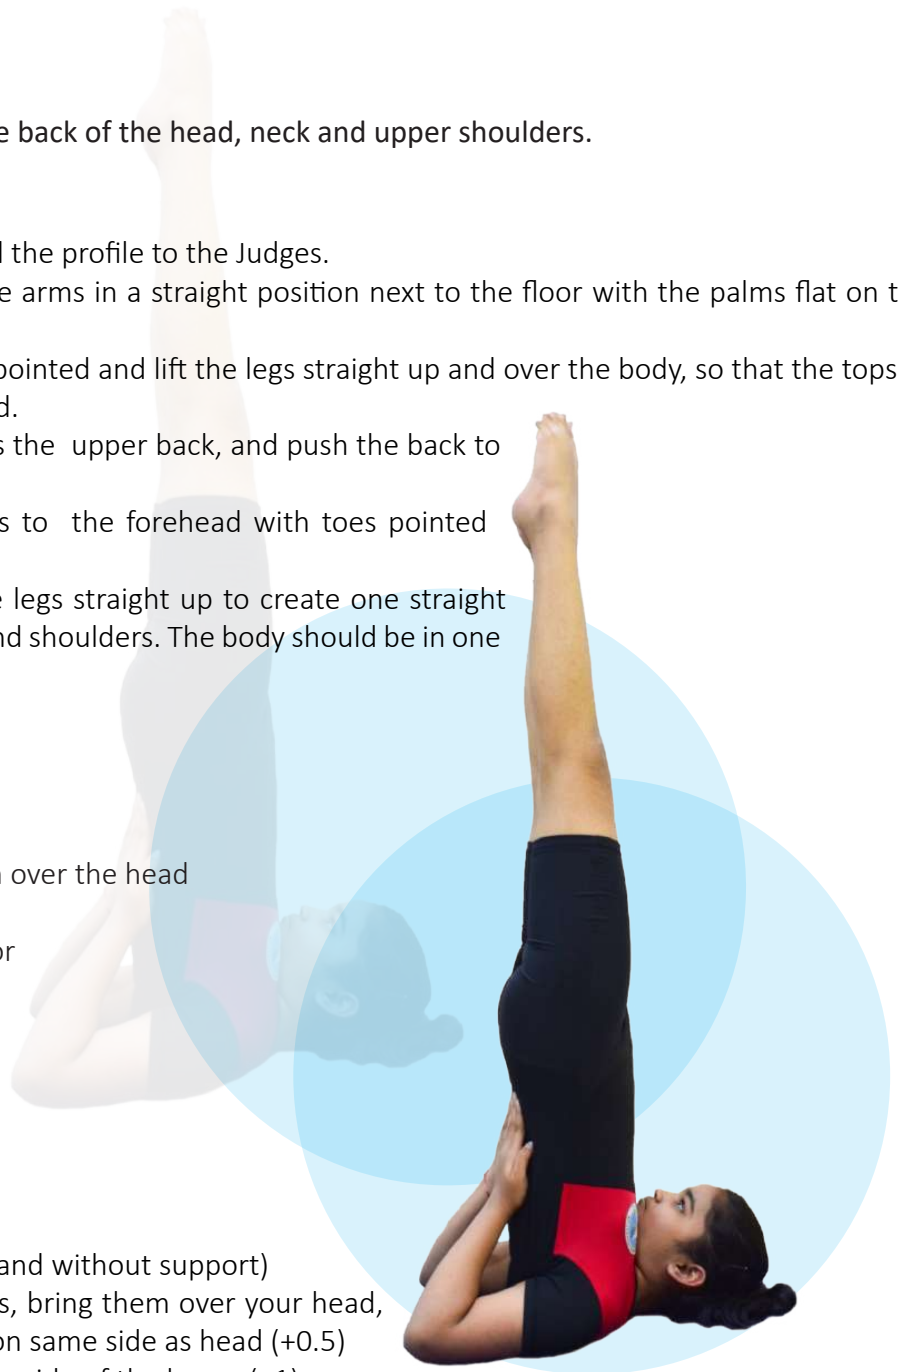 back of the head, neck and upper shoulders.
the profile to the Judges.
arms in a straight position next to the floor with the palms flat on
pointed and lift the legs straight up and over the body, so that the tops
the upper back, and push the back to
to the forehead with toes pointed
legs straight up to create one straight
shoulders. The body should be in one
over the head
and without support)
bring them over your head,
on same side as head (+0.5)